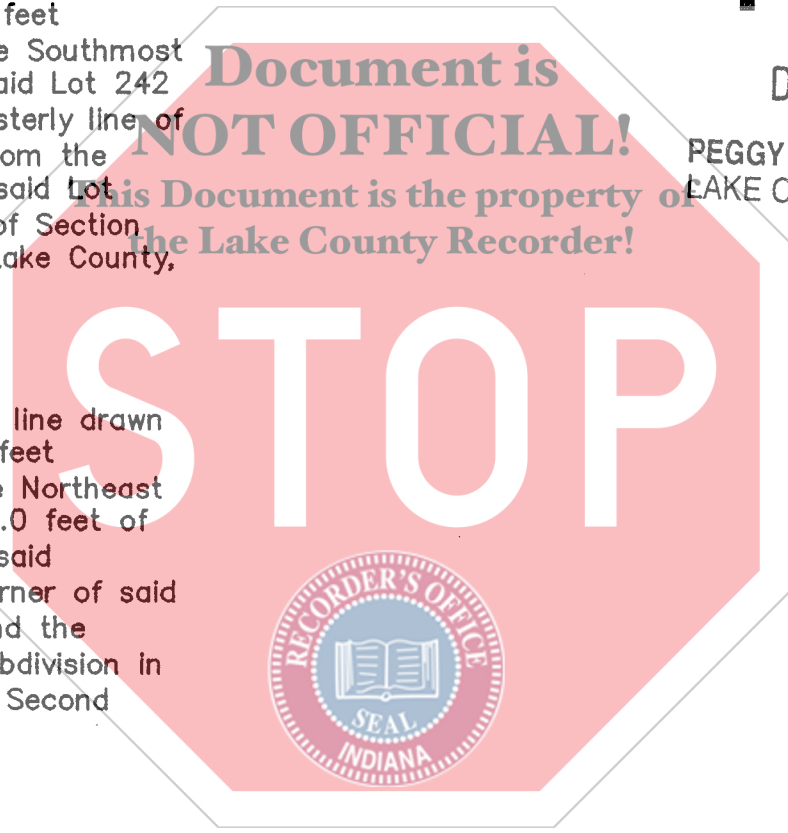 feet
e Southmost
aid Lot 242
sterly line of
om the
said Lot
of Section
ake County,
line drawn
feet
e Northeast
.0 feet of
said
rner of said
nd the
bdivision in
Second
Document is
NOT OFFICIAL!
This Document is the property of
the Lake County Recorder!
STOP
RECORDER'S OFFICE
SEAL
INDIANA
D
PEGGY
LAKE C